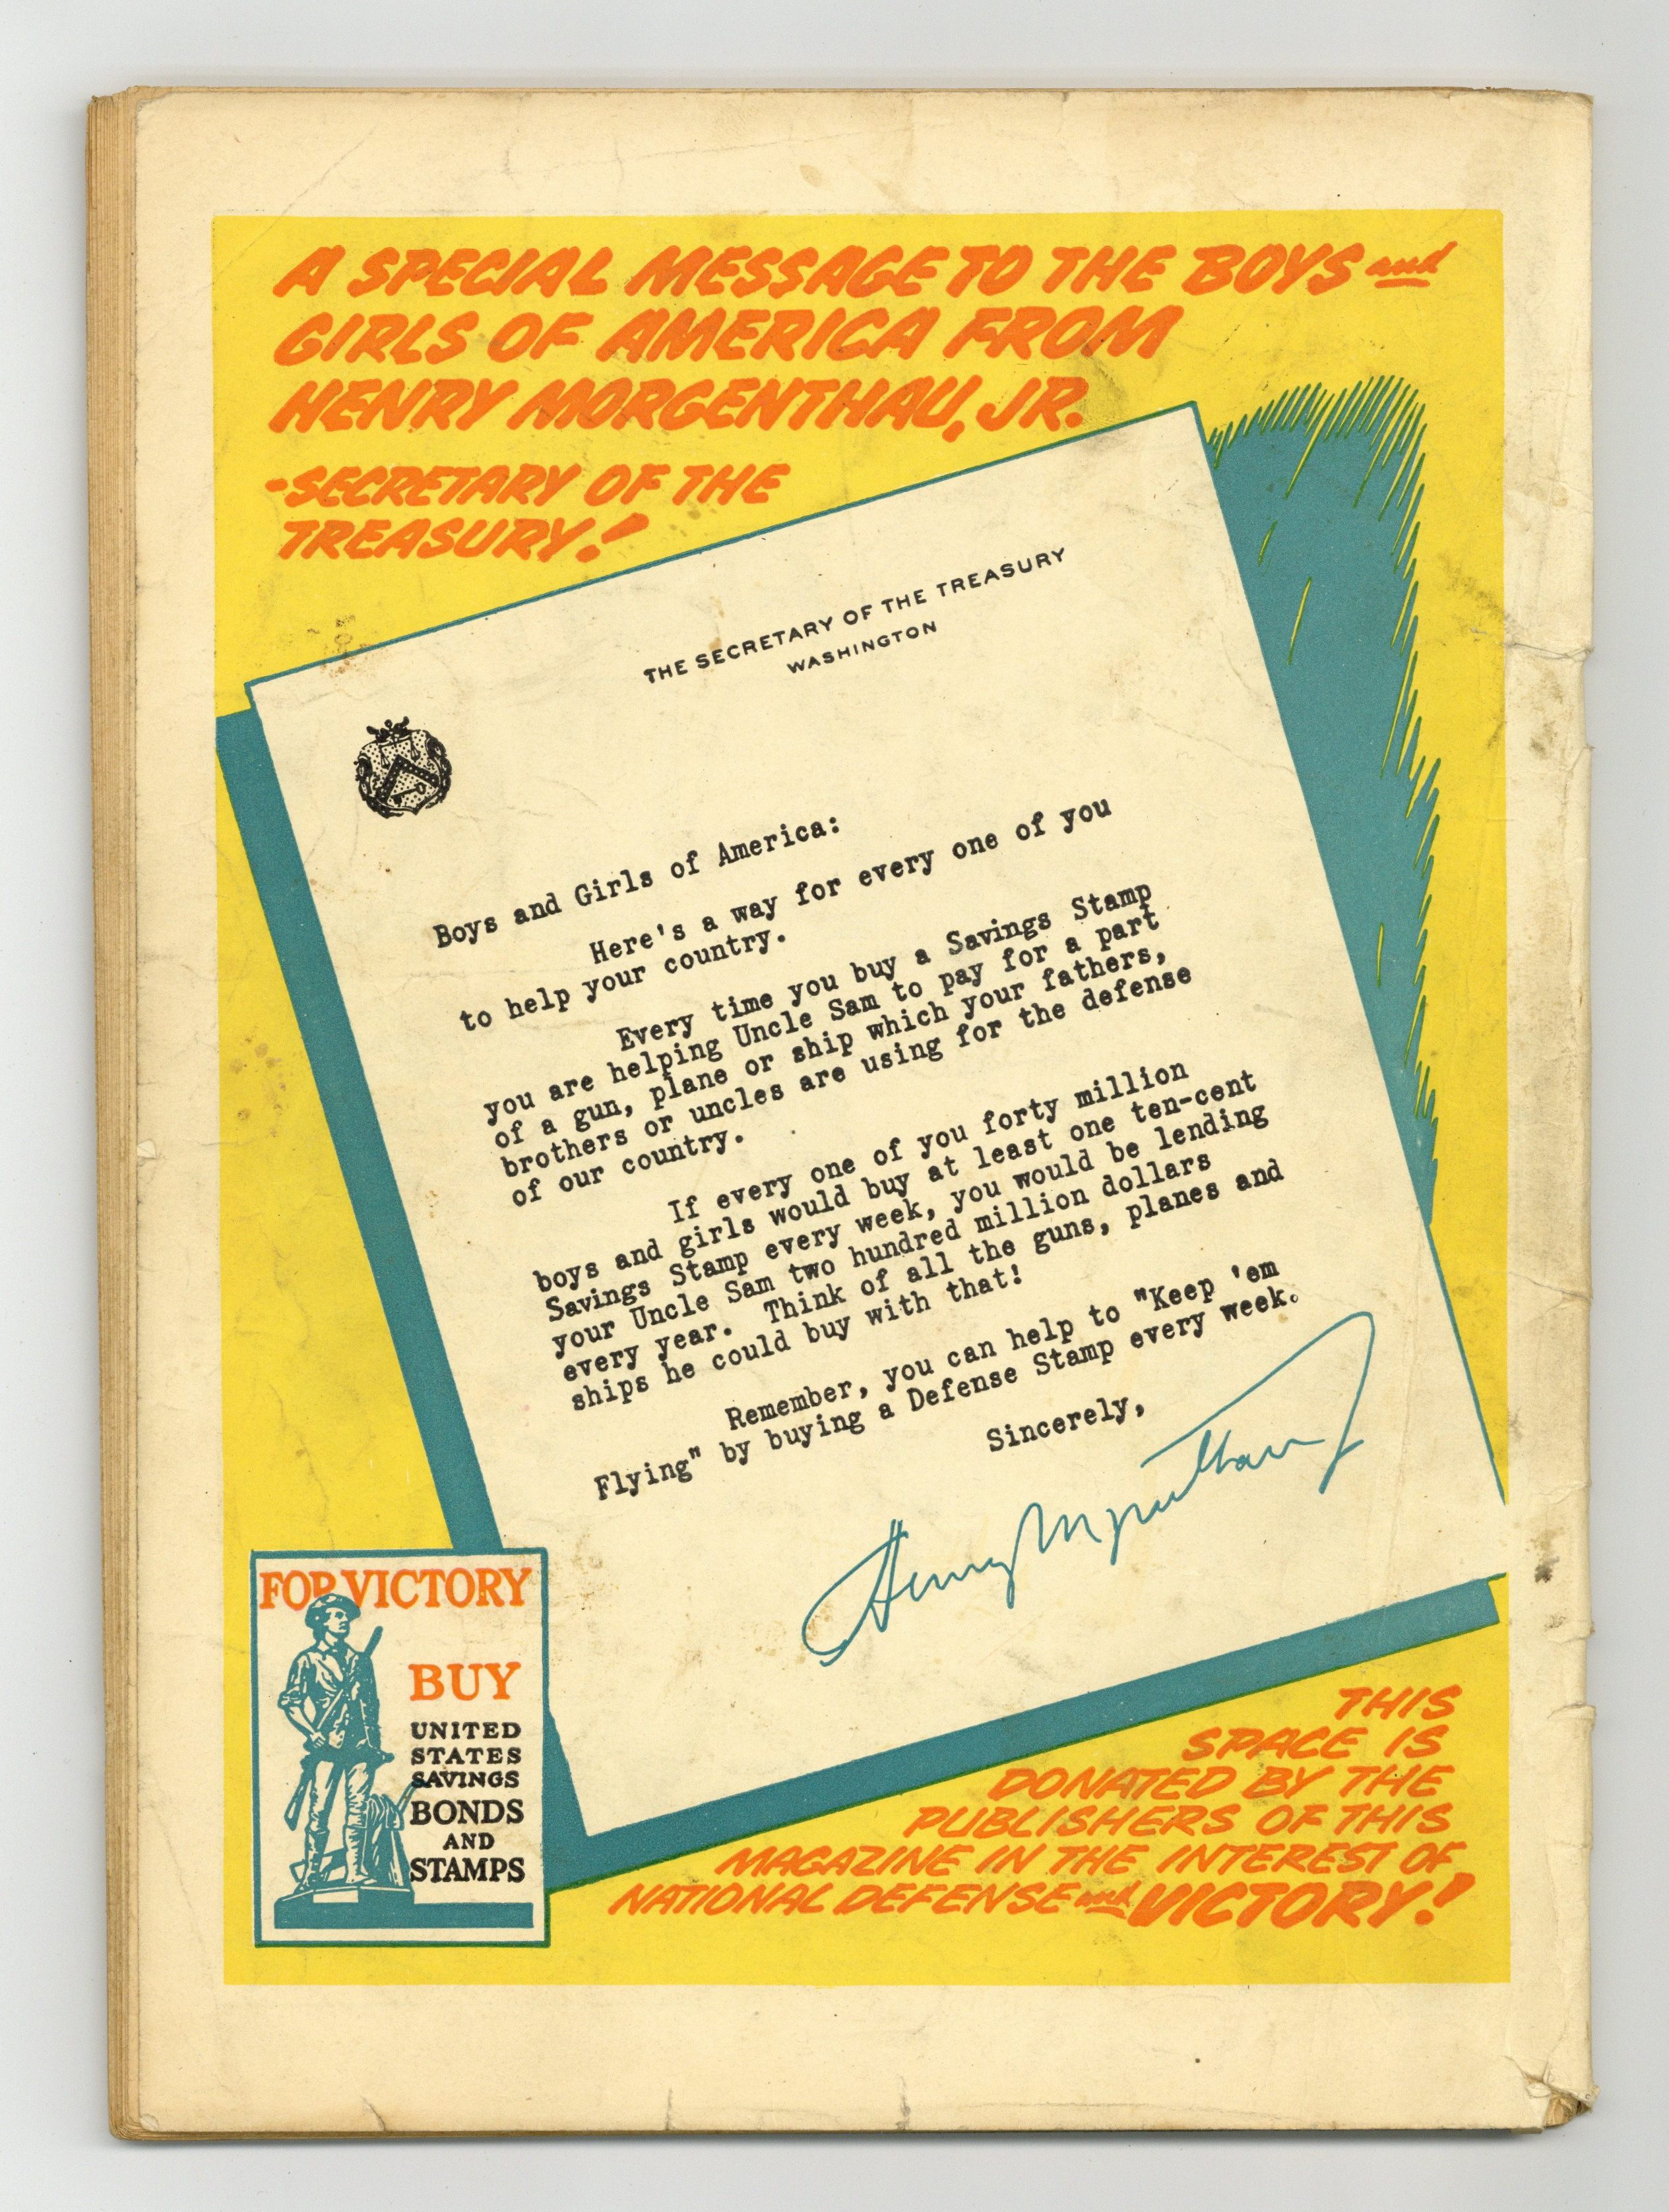 A SPECIAL MESSAGE TO THE BOYS and
GIRLS OF AMERICA FROM
HENRY MORGENTHAU, JR.
-SECRETARY OF THE
TREASURY!
THE SECRETARY OF THE TREASURY
WASHINGTON
Boys and Girls of America:
Here's a way for every one of you
to help your country.
Every time you buy a Savings Stamp
you are helping Uncle Sam to pay for a part
of a gun, plane or ship which your fathers,
brothers or uncles are using for the defense
of our country.
If every one of you forty million
boys and girls would buy at least one ten-cent
Savings Stamp every week, you would be lending
your Uncle Sam two hundred million dollars
every year. Think of all the guns, planes and
ships he could buy with that!
Remember, you can help to "Keep 'em
Flying" by buying a Defense Stamp every week.
Sincerely,
Henry Morgenthau Jr
FOR VICTORY
BUY
UNITED
STATES
SAVINGS
BONDS
AND
STAMPS
THIS
SPACE IS
DONATED BY THE
PUBLISHERS OF THIS
MAGAZINE IN THE INTEREST OF
NATIONAL DEFENSE and VICTORY!